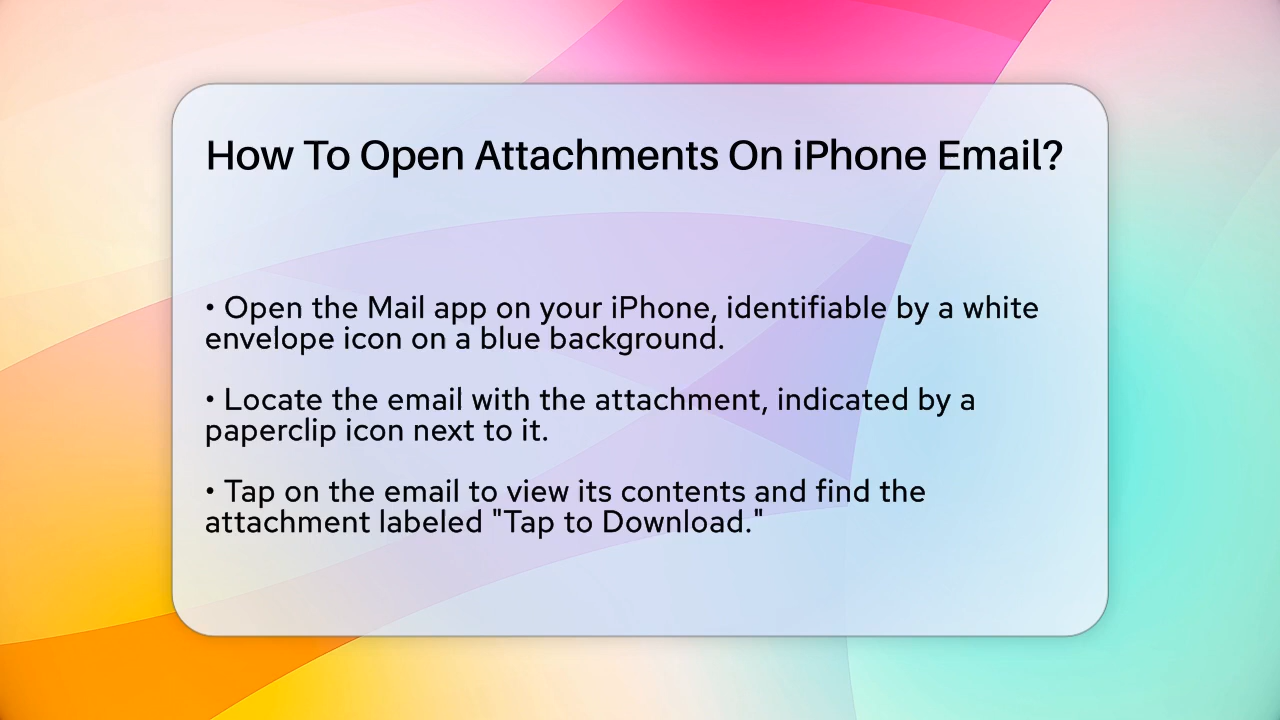 How To Open Attachments On iPhone Email?
• Open the Mail app on your iPhone, identifiable by a white
envelope icon on a blue background.
• Locate the email with the attachment, indicated by a
paperclip icon next to it.
• Tap on the email to view its contents and find the
attachment labeled "Tap to Download."